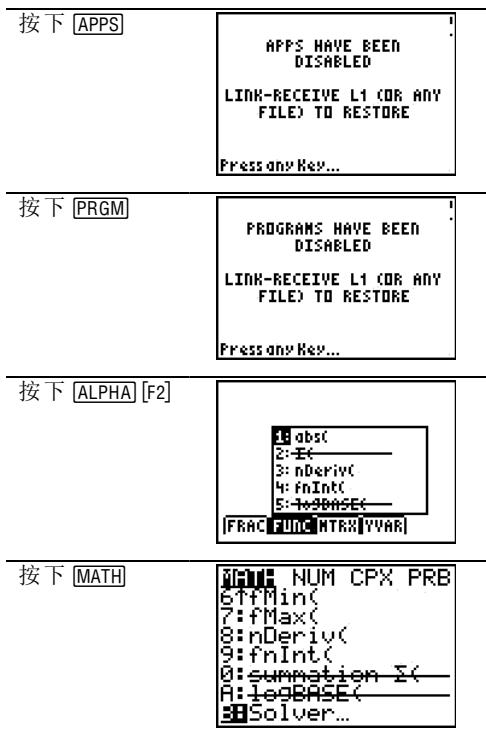 按下 [APPS]
APPS HAVE BEEN
DISABLED
LINK-RECEIVE L1 (OR ANY
FILE) TO RESTORE
Press any Key...
按下 [PRGM]
PROGRAMS HAVE BEEN
DISABLED
LINK-RECEIVE L1 (OR ANY
FILE) TO RESTORE
Press any Key...
按下 [ALPHA] [F2]
1: abs(
2: Σ(
3: nDeriv(
4: fnInt(
5: logBASE(
FRAC FUNC MTRX YVAR
按下 [MATH]
MATH NUM CPX PRB
6↑fMin(
7:fMax(
8:nDeriv(
9:fnInt(
0:summation Σ(
A:logBASE(
B:Solver…